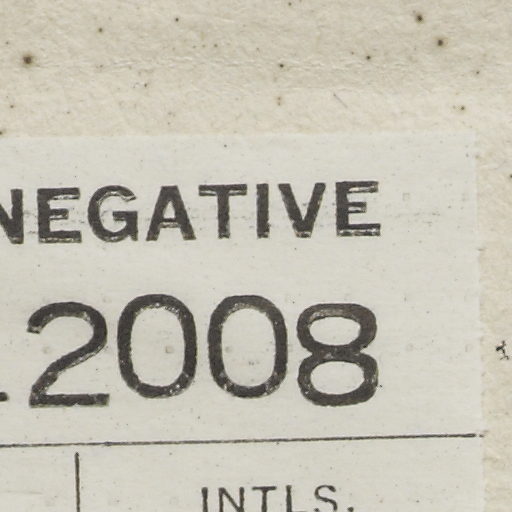 NEGATIVE
.2008
INTLS.